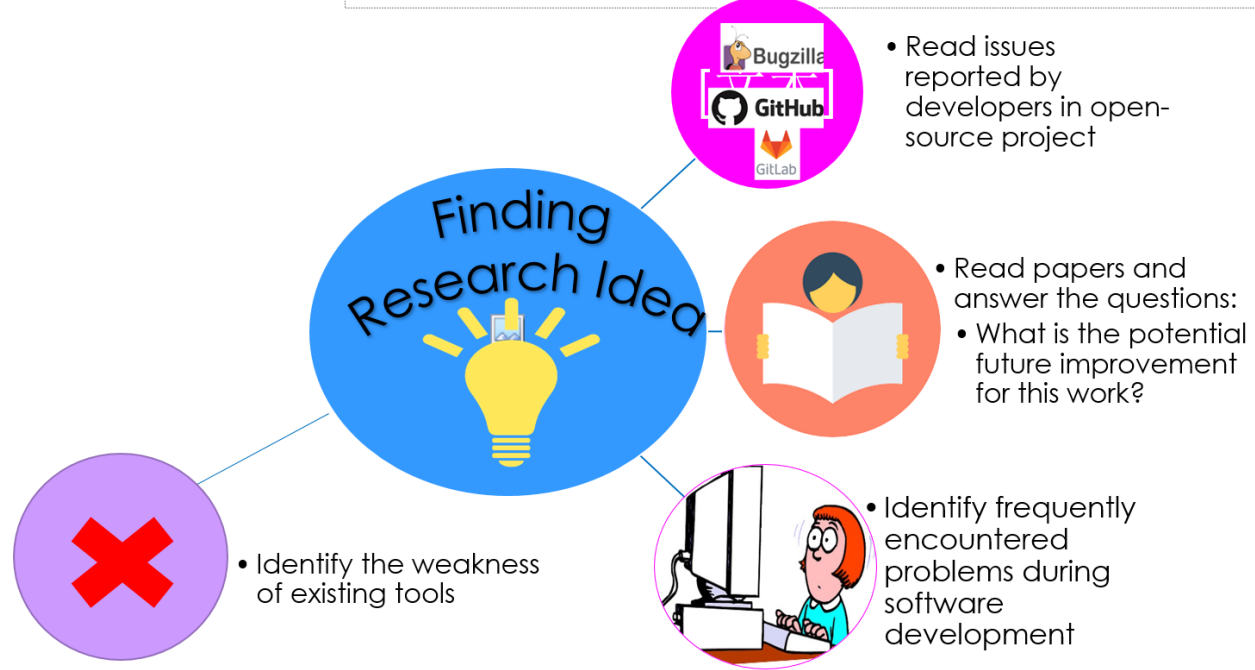 Bugzilla
GitHub
GitLab
• Read issues
reported by
developers in open-
source project
Finding
Research Idea
• Read papers and
answer the questions:
• What is the potential
future improvement
for this work?
• Identify the weakness
of existing tools
• Identify frequently
encountered
problems during
software
development